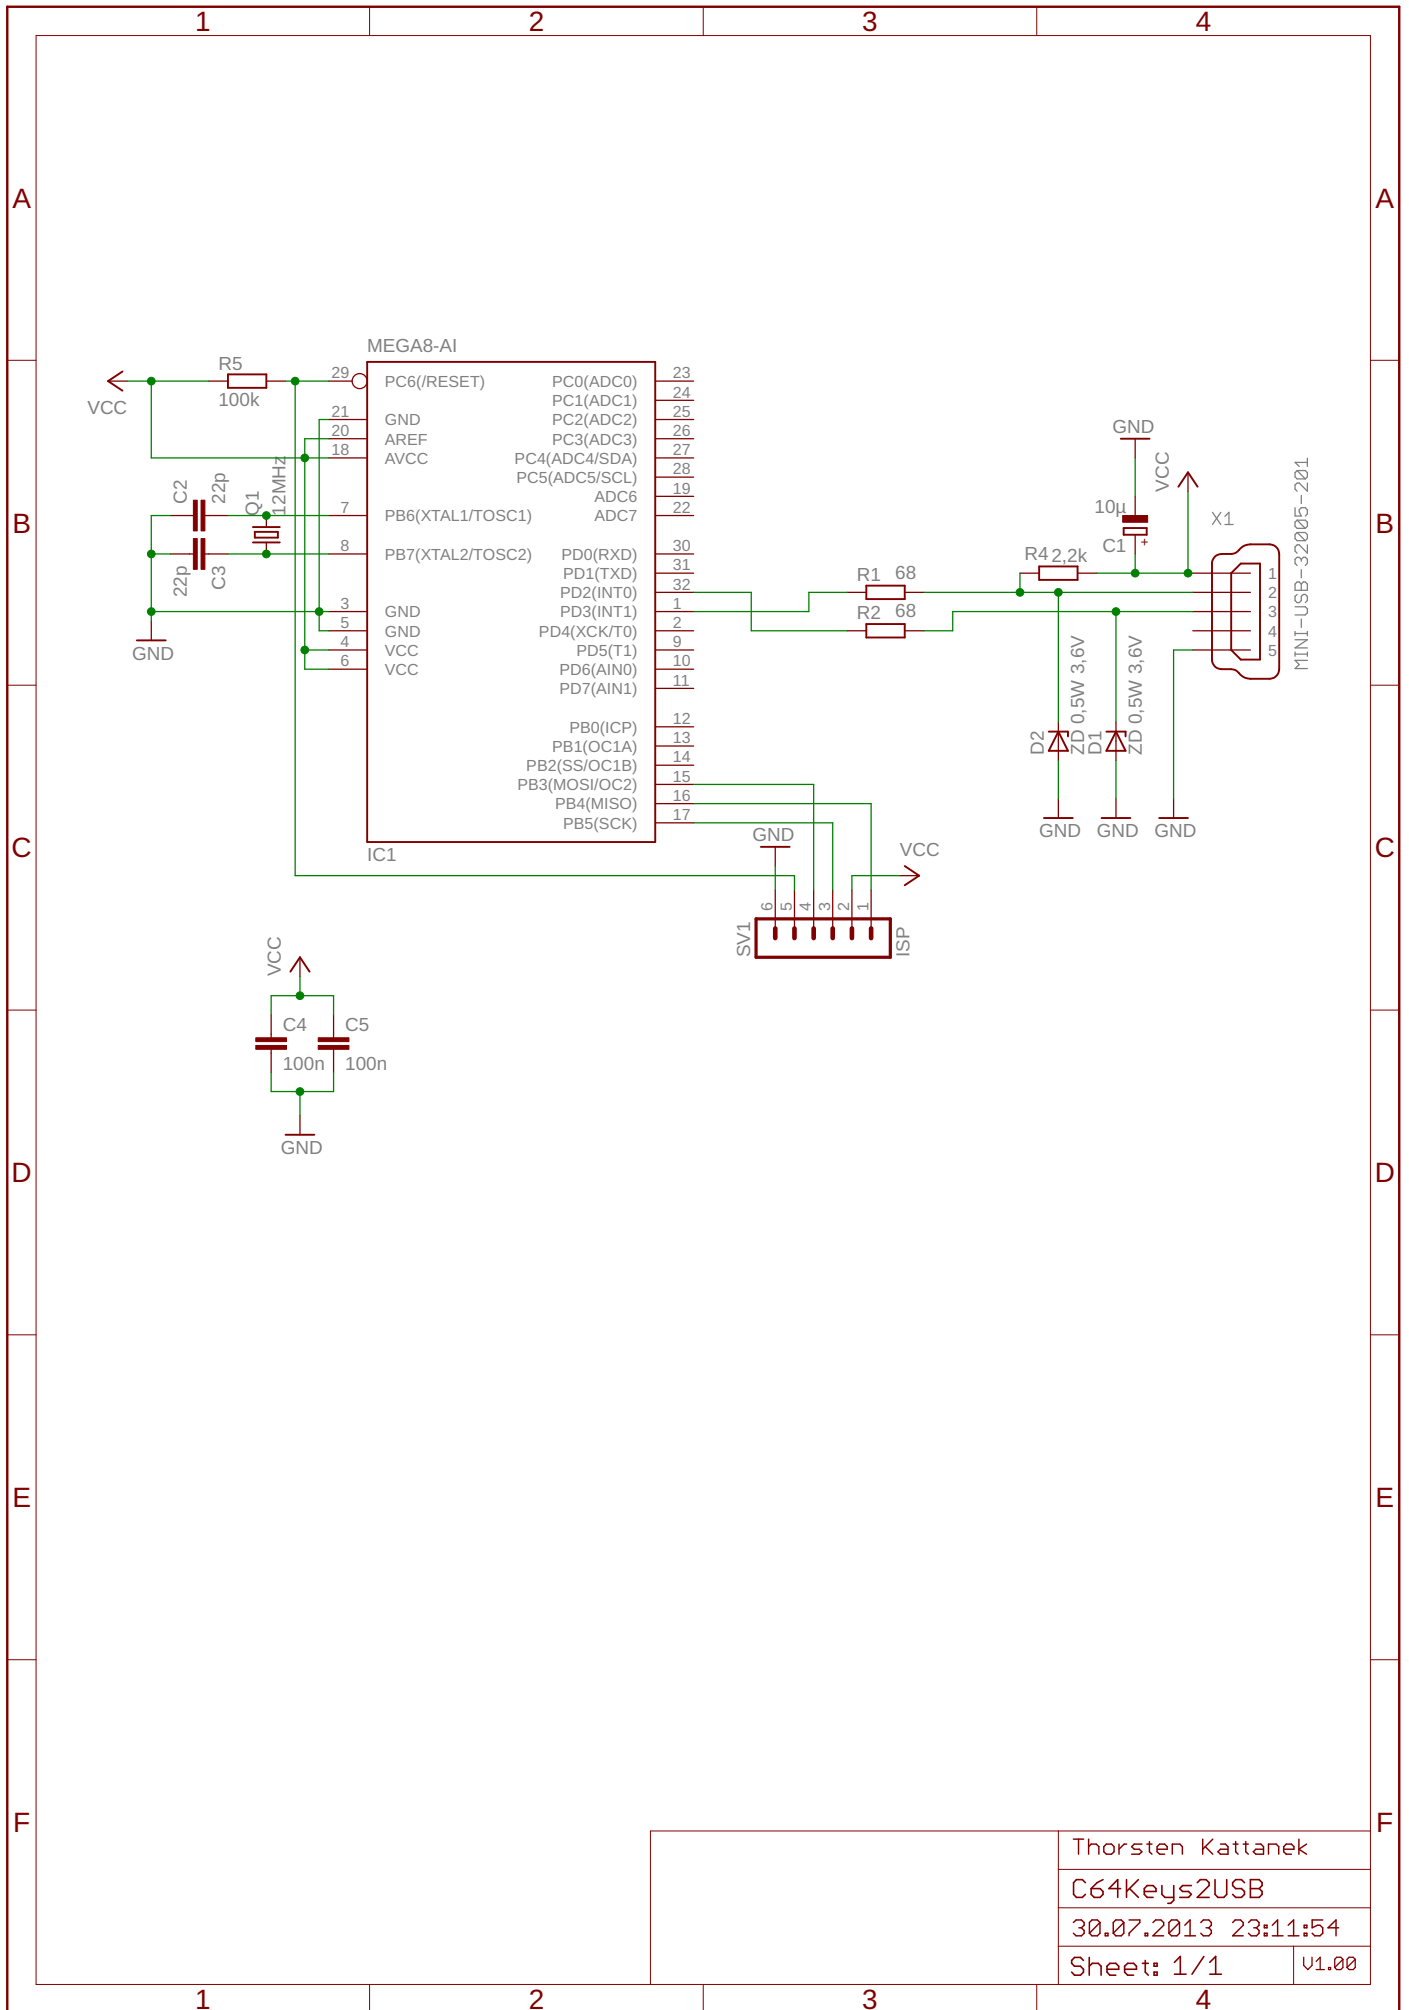 1 2 3 4
A A
MEGA8-AI
R5
100k
VCC
29 PC6(/RESET) PC0(ADC0) 23
PC1(ADC1) 24
21 GND PC2(ADC2) 25
20 AREF PC3(ADC3) 26
18 AVCC PC4(ADC4/SDA) 27
PC5(ADC5/SCL) 28
ADC6 19
7 PB6(XTAL1/TOSC1) ADC7 22
8 PB7(XTAL2/TOSC2) PD0(RXD) 30
PD1(TXD) 31
PD2(INT0) 32
3 GND PD3(INT1) 1
5 GND PD4(XCK/T0) 2
4 VCC PD5(T1) 9
6 VCC PD6(AIN0) 10
PD7(AIN1) 11
PB0(ICP) 12
PB1(OC1A) 13
PB2(SS/OC1B) 14
PB3(MOSI/OC2) 15
PB4(MISO) 16
PB5(SCK) 17
IC1
B B
C2
22p
Q1
12MHz
22p
C3
GND
GND
VCC
10µ
C1
+
X1
MINI-USB-32005-201
R4 2,2k
R1 68
R2 68
1
2
3
4
5
D2
ZD 0,5W 3,6V
D1
ZD 0,5W 3,6V
GND GND GND
C C
GND
VCC
6 5 4 3 2 1
SV1
ISP
VCC
C4 C5
100n 100n
GND
D D
E E
F F
Thorsten Kattanek
C64Keys2USB
30.07.2013 23:11:54
Sheet: 1/1 V1.00
1 2 3 4